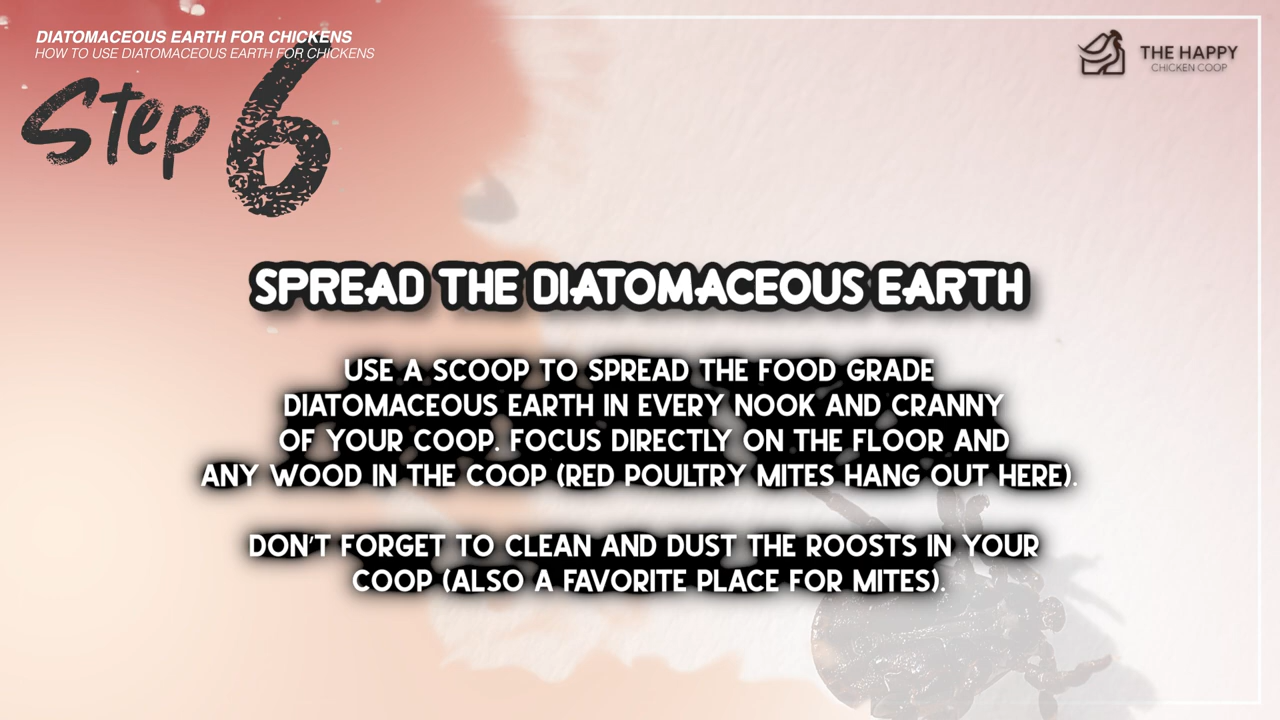 DIATOMACEOUS EARTH FOR CHICKENS
HOW TO USE DIATOMACEOUS EARTH FOR CHICKENS
Step 6
THE HAPPY
CHICKEN COOP
SPREAD THE DIATOMACEOUS EARTH
USE A SCOOP TO SPREAD THE FOOD GRADE
DIATOMACEOUS EARTH IN EVERY NOOK AND CRANNY
OF YOUR COOP. FOCUS DIRECTLY ON THE FLOOR AND
ANY WOOD IN THE COOP (RED POULTRY MITES HANG OUT HERE).
DON'T FORGET TO CLEAN AND DUST THE ROOSTS IN YOUR
COOP (ALSO A FAVORITE PLACE FOR MITES).